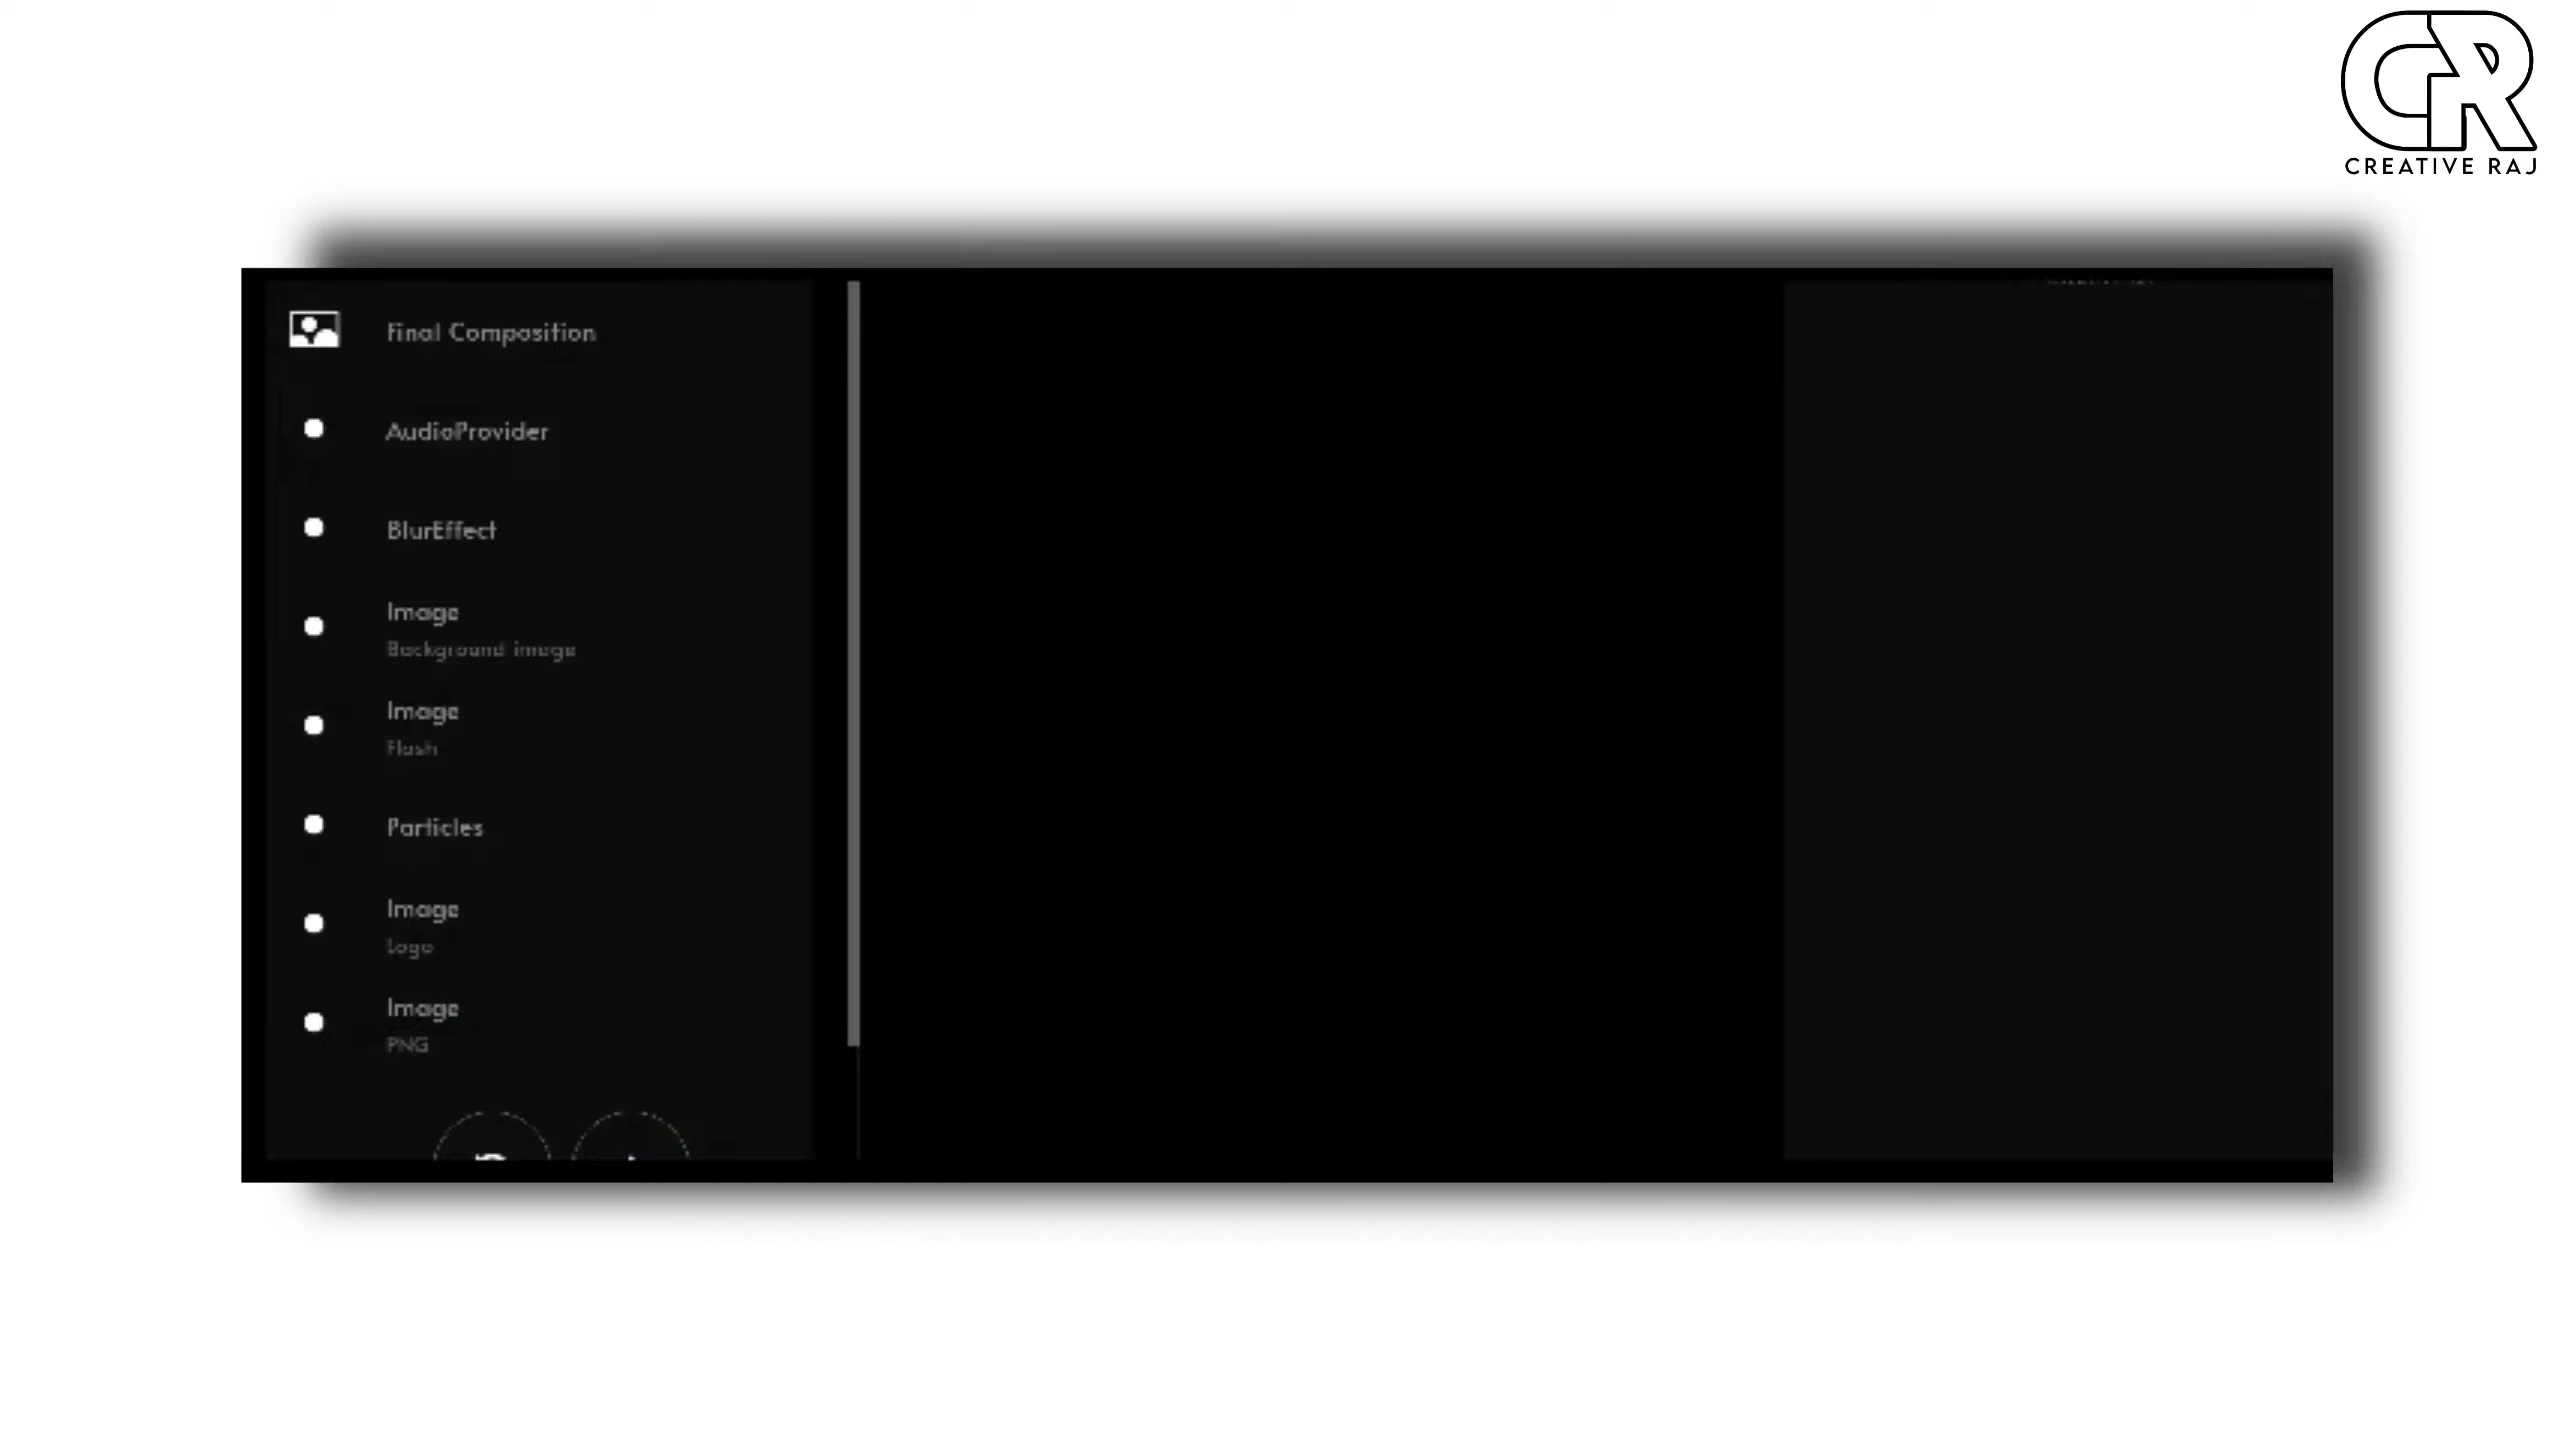 CR
CREATIVE RAJ
Final Composition
AudioProvider
BlurEffect
Image
Background image
Image
Flash
Particles
Image
Logo
Image
PNG